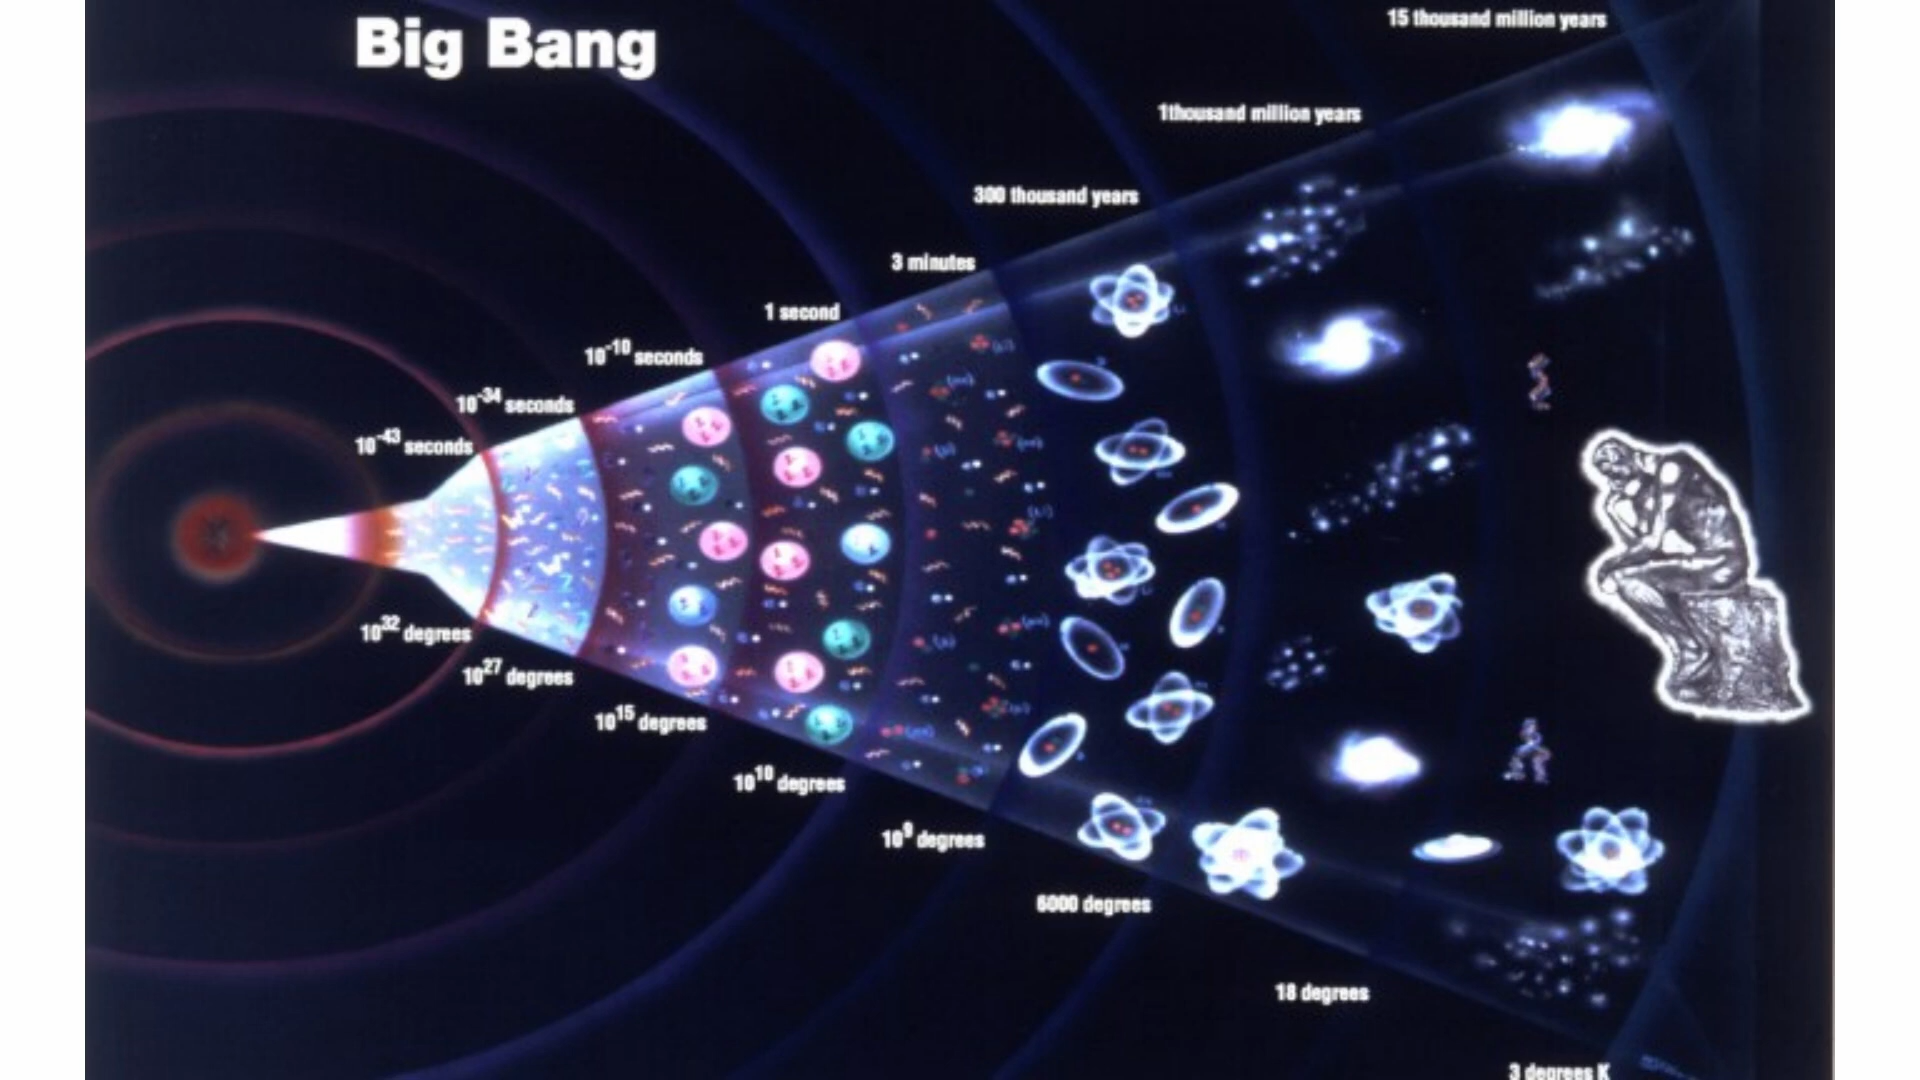 Big Bang
15 thousand million years
1thousand million years
300 thousand years
3 minutes
1 second
10-10 seconds
10-34 seconds
10-43 seconds
1032 degrees
1027 degrees
1015 degrees
1010 degrees
109 degrees
6000 degrees
18 degrees
3 degrees K